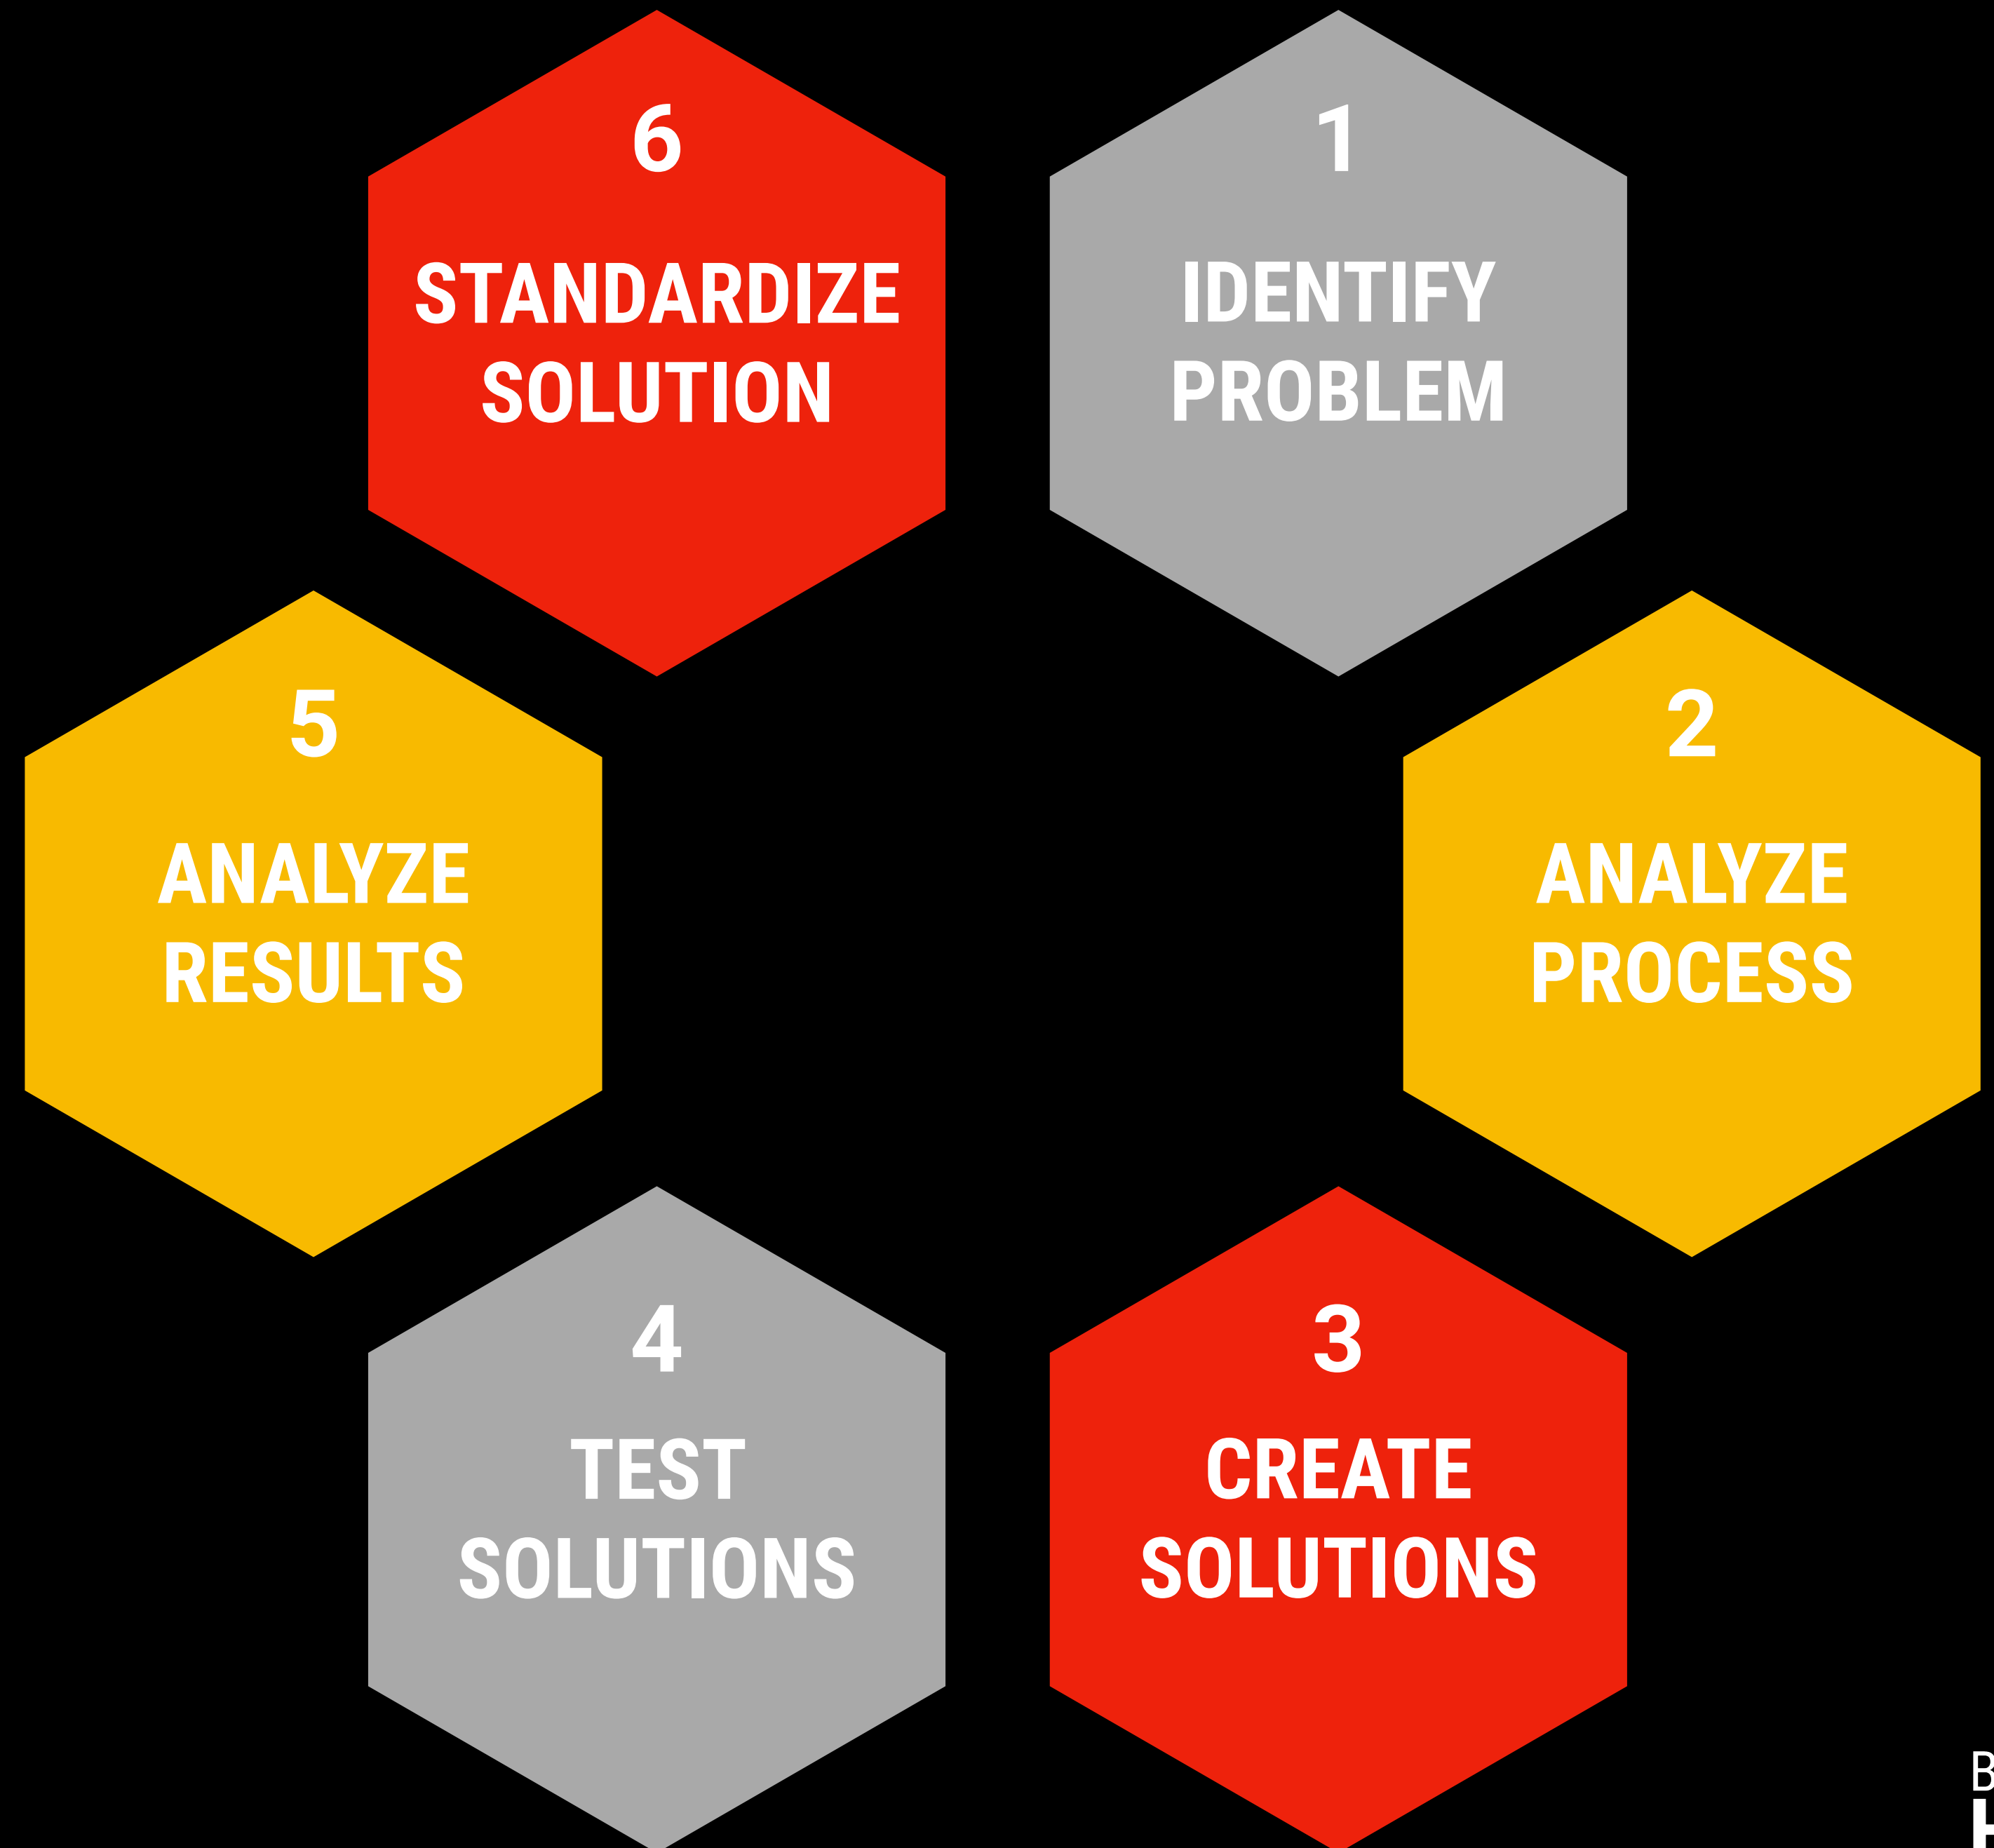 6
STANDARDIZE
SOLUTION
1
IDENTIFY
PROBLEM
5
ANALYZE
RESULTS
2
ANALYZE
PROCESS
4
TEST
SOLUTIONS
3
CREATE
SOLUTIONS